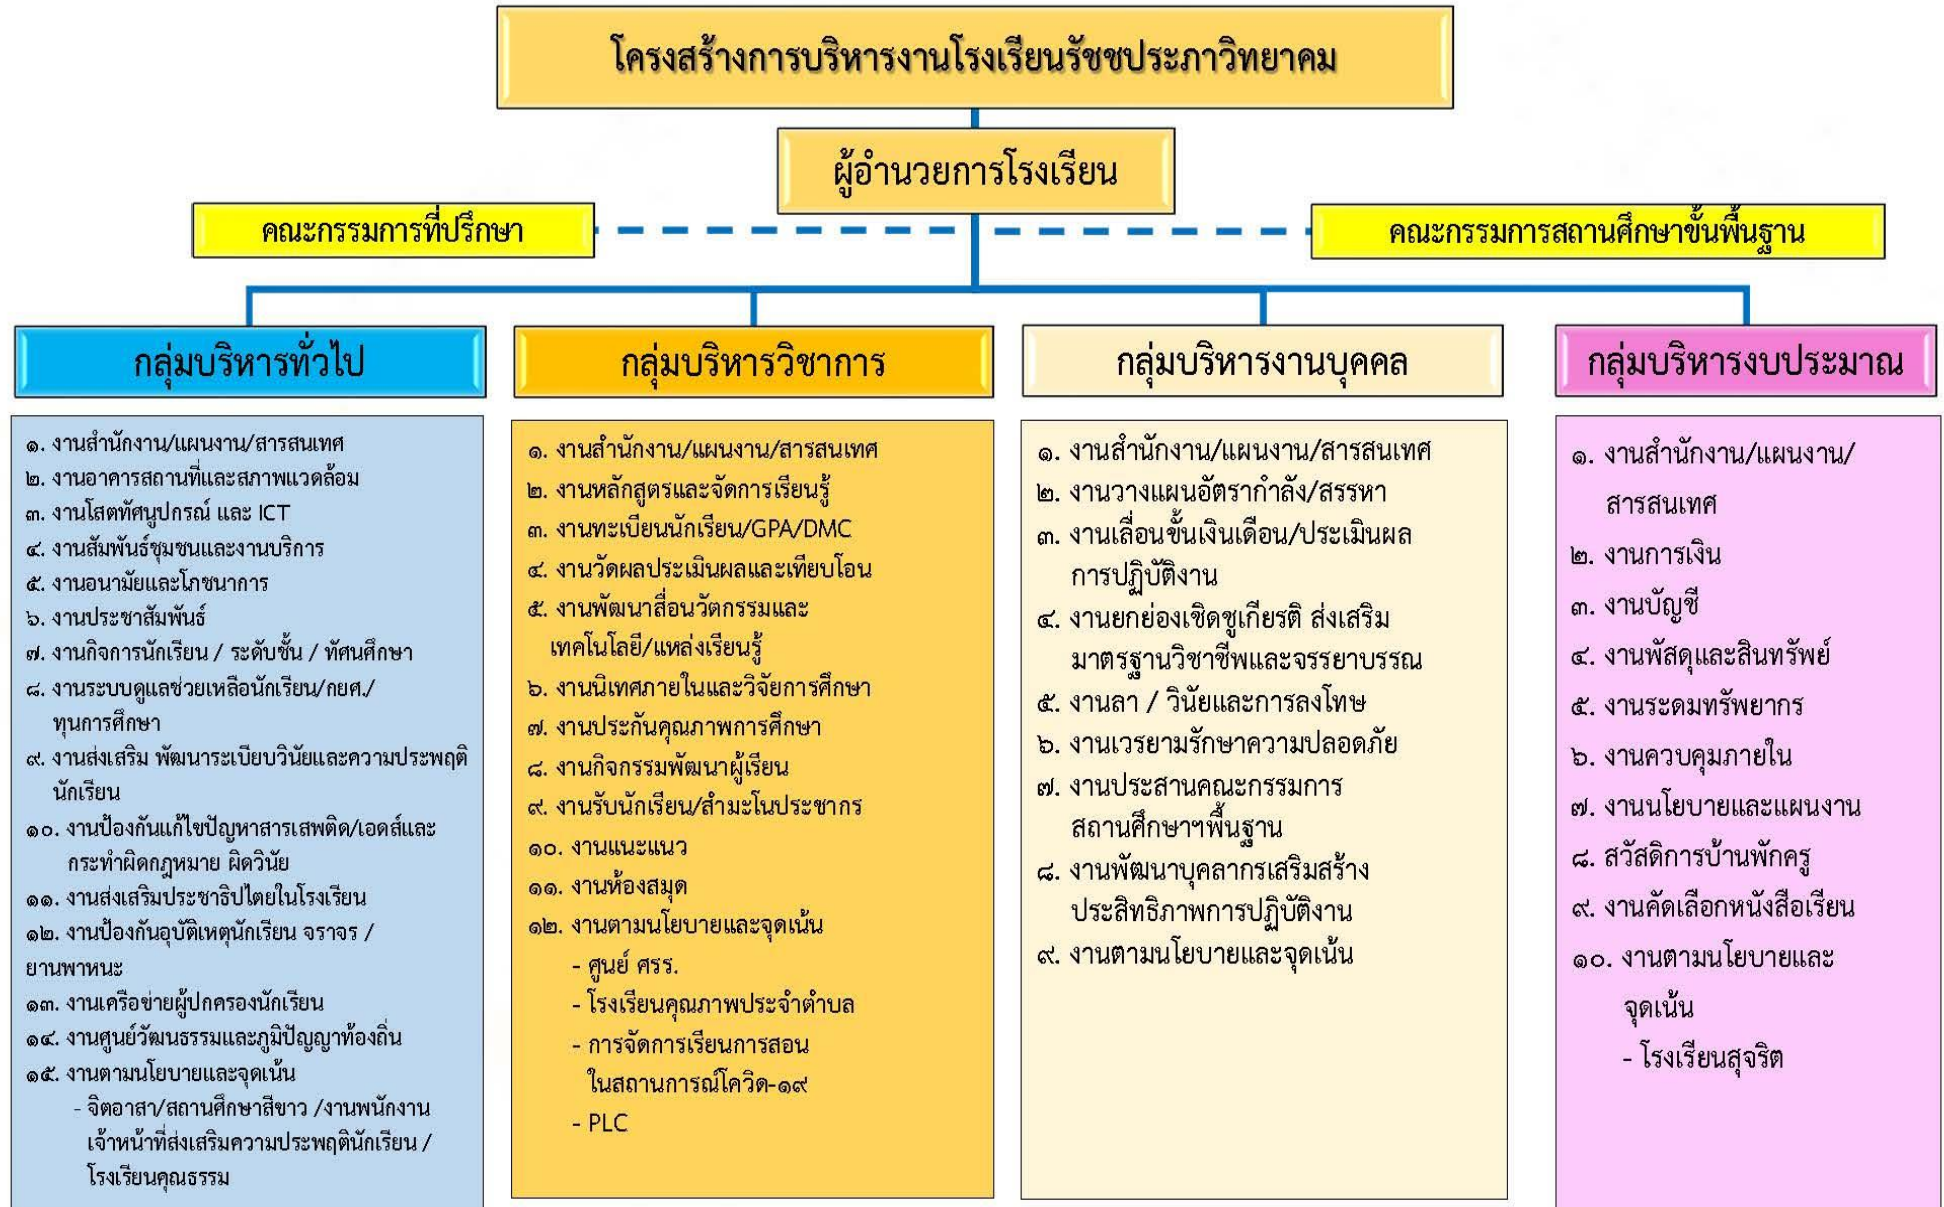 โครงสร้างการบริหารงานโรงเรียนรัชชประภาวิทยาคม
ผู้อำนวยการโรงเรียน
คณะกรรมการที่ปรึกษา
คณะกรรมการสถานศึกษาขั้นพื้นฐาน
กลุ่มบริหารทั่วไป
๑. งานสำนักงาน/แผนงาน/สารสนเทศ
๒. งานอาคารสถานที่และสภาพแวดล้อม
๓. งานโสตทัศนูปกรณ์ และ ICT
๔. งานสัมพันธ์ชุมชนและงานบริการ
๕. งานอนามัยและโภชนาการ
๖. งานประชาสัมพันธ์
๗. งานกิจการนักเรียน / ระดับชั้น / ทัศนศึกษา
๘. งานระบบดูแลช่วยเหลือนักเรียน/กยศ./
ทุนการศึกษา
๙. งานส่งเสริม พัฒนาระเบียบวินัยและความประพฤติ
นักเรียน
๑๐. งานป้องกันแก้ไขปัญหาสารเสพติด/เอดส์และ
กระทำผิดกฎหมาย ผิดวินัย
๑๑. งานส่งเสริมประชาธิปไตยในโรงเรียน
๑๒. งานป้องกันอุบัติเหตุนักเรียน จราจร /
ยานพาหนะ
๑๓. งานเครือข่ายผู้ปกครองนักเรียน
๑๔. งานศูนย์วัฒนธรรมและภูมิปัญญาท้องถิ่น
๑๕. งานตามนโยบายและจุดเน้น
- จิตอาสา/สถานศึกษาสีขาว /งานพนักงาน
เจ้าหน้าที่ส่งเสริมความประพฤตินักเรียน /
โรงเรียนคุณธรรม
กลุ่มบริหารวิชาการ
๑. งานสำนักงาน/แผนงาน/สารสนเทศ
๒. งานหลักสูตรและจัดการเรียนรู้
๓. งานทะเบียนนักเรียน/GPA/DMC
๔. งานวัดผลประเมินผลและเทียบโอน
๕. งานพัฒนาสื่อนวัตกรรมและ
เทคโนโลยี/แหล่งเรียนรู้
๖. งานนิเทศภายในและวิจัยการศึกษา
๗. งานประกันคุณภาพการศึกษา
๘. งานกิจกรรมพัฒนาผู้เรียน
๙. งานรับนักเรียน/สำมะโนประชากร
๑๐. งานแนะแนว
๑๑. งานห้องสมุด
๑๒. งานตามนโยบายและจุดเน้น
- ศูนย์ ศรร.
- โรงเรียนคุณภาพประจำตำบล
- การจัดการเรียนการสอน
ในสถานการณ์โควิด-๑๙
- PLC
กลุ่มบริหารงานบุคคล
๑. งานสำนักงาน/แผนงาน/สารสนเทศ
๒. งานวางแผนอัตรากำลัง/สรรหา
๓. งานเลื่อนขั้นเงินเดือน/ประเมินผล
การปฏิบัติงาน
๔. งานยกย่องเชิดชูเกียรติ ส่งเสริม
มาตรฐานวิชาชีพและจรรยาบรรณ
๕. งานลา / วินัยและการลงโทษ
๖. งานเวรยามรักษาความปลอดภัย
๗. งานประสานคณะกรรมการ
สถานศึกษาฯพื้นฐาน
๘. งานพัฒนาบุคลากรเสริมสร้าง
ประสิทธิภาพการปฏิบัติงาน
๙. งานตามนโยบายและจุดเน้น
กลุ่มบริหารงบประมาณ
๑. งานสำนักงาน/แผนงาน/
สารสนเทศ
๒. งานการเงิน
๓. งานบัญชี
๔. งานพัสดุและสินทรัพย์
๕. งานระดมทรัพยากร
๖. งานควบคุมภายใน
๗. งานนโยบายและแผนงาน
๘. สวัสดิการบ้านพักครู
๙. งานคัดเลือกหนังสือเรียน
๑๐. งานตามนโยบายและ
จุดเน้น
- โรงเรียนสุจริต